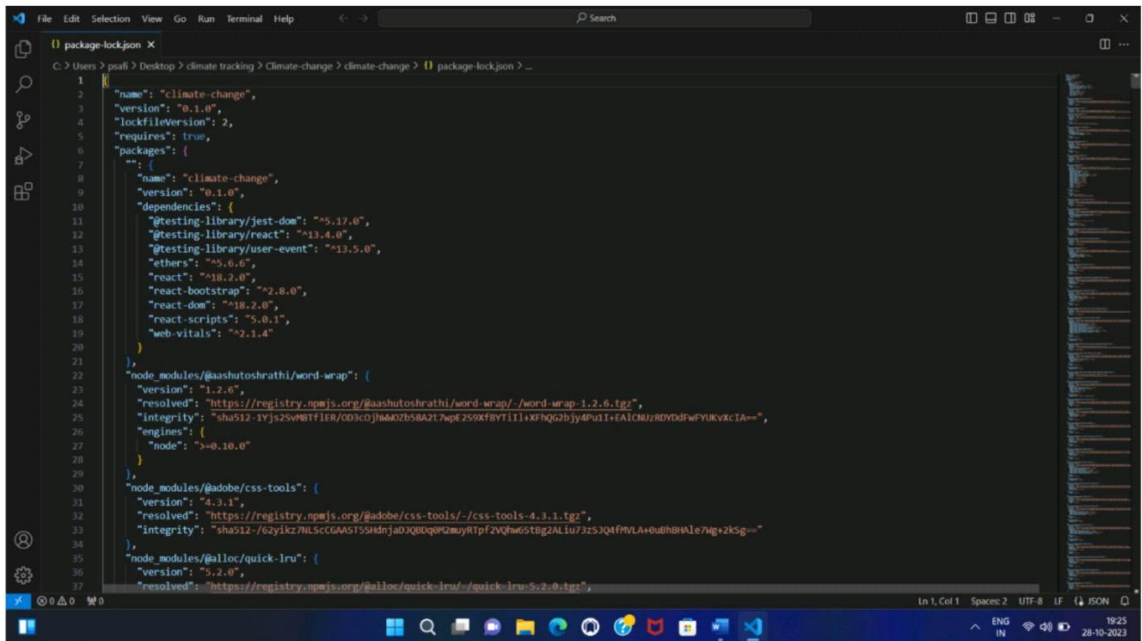 File Edit Selection View Go Run Terminal Help Search
{} package-lock.json X
C: > Users > psafi > Desktop > climate tracking > Climate-change > climate-change > {} package-lock.json > ...
1 {
2 "name": "climate-change",
3 "version": "0.1.0",
4 "lockfileVersion": 2,
5 "requires": true,
6 "packages": {
7 "": {
8 "name": "climate-change",
9 "version": "0.1.0",
10 "dependencies": {
11 "@testing-library/jest-dom": "^5.17.0",
12 "@testing-library/react": "^13.4.0",
13 "@testing-library/user-event": "^13.5.0",
14 "ethers": "^5.6.6",
15 "react": "^18.2.0",
16 "react-bootstrap": "^2.8.0",
17 "react-dom": "^18.2.0",
18 "react-scripts": "5.0.1",
19 "web-vitals": "^2.1.4"
20 }
21 },
22 "node_modules/@aashutoshrathi/word-wrap": {
23 "version": "1.2.6",
24 "resolved": "https://registry.npmjs.org/@aashutoshrathi/word-wrap/-/word-wrap-1.2.6.tgz",
25 "integrity":
26 "engines": {
27 "node": ">=0.10.0"
28 }
29 },
30 "node_modules/@adobe/css-tools": {
31 "version": "4.3.1",
32 "resolved": "https://registry.npmjs.org/@adobe/css-tools/-/css-tools-4.3.1.tgz",
33 "integrity":
34 },
35 "node_modules/@alloc/quick-lru": {
36 "version": "5.2.0",
37 "resolved": "https://registry.npmjs.org/@alloc/quick-lru/-/quick-lru-5.2.0.tgz",
0 0 0 Ln 1, Col 1 Spaces: 2 UTF-8 LF {} JSON
ENG
IN
19:25
28-10-2023